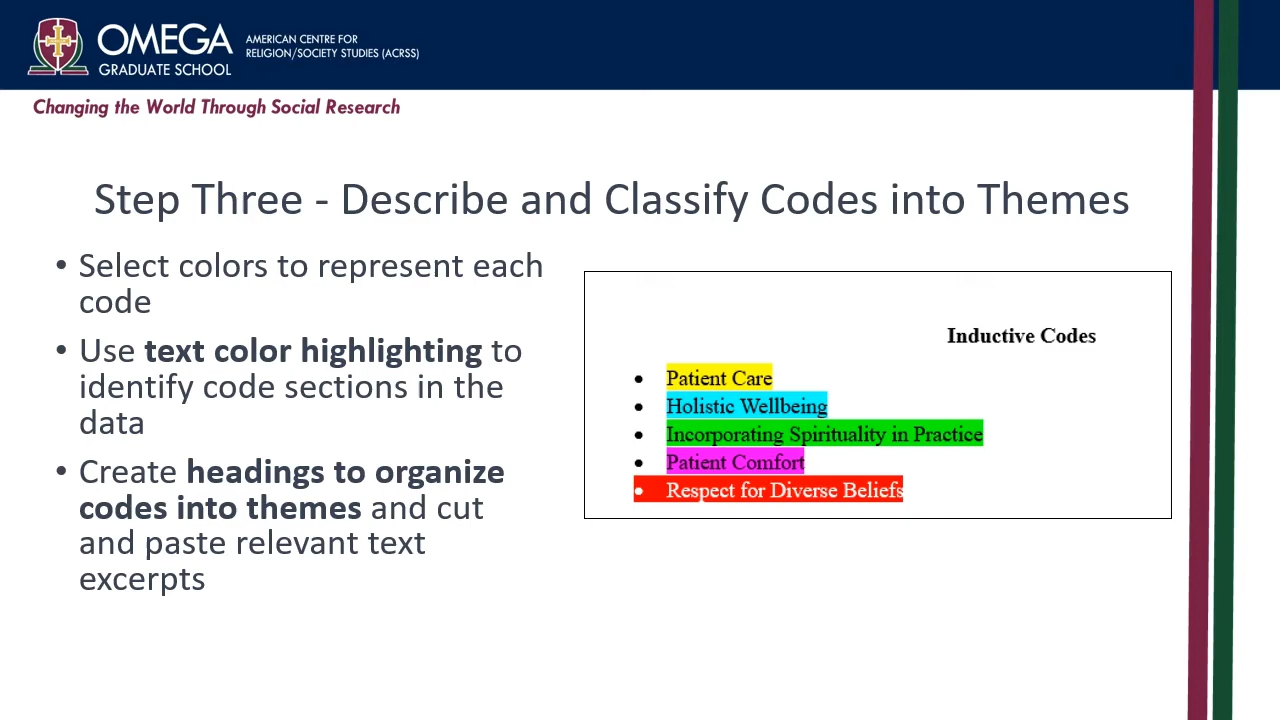 OMEGA
GRADUATE SCHOOL
AMERICAN CENTRE FOR
RELIGION/SOCIETY STUDIES (ACRSS)
Changing the World Through Social Research
Step Three - Describe and Classify Codes into Themes
• Select colors to represent each
code
• Use text color highlighting to
identify code sections in the
data
• Create headings to organize
codes into themes and cut
and paste relevant text
excerpts
Inductive Codes
• Patient Care
• Holistic Wellbeing
• Incorporating Spirituality in Practice
• Patient Comfort
• Respect for Diverse Beliefs